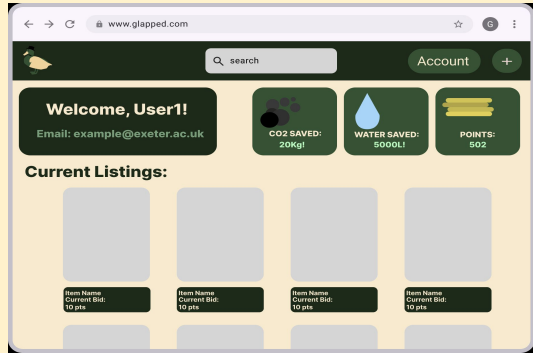 www.glapped.com
G
search
Account
+
Welcome, User1!
Email: example@exeter.ac.uk
CO2 SAVED:
20Kg!
WATER SAVED:
5000L!
POINTS:
502
Current Listings:
Item Name
Current Bid:
10 pts
Item Name
Current Bid:
10 pts
Item Name
Current Bid:
10 pts
Item Name
Current Bid:
10 pts